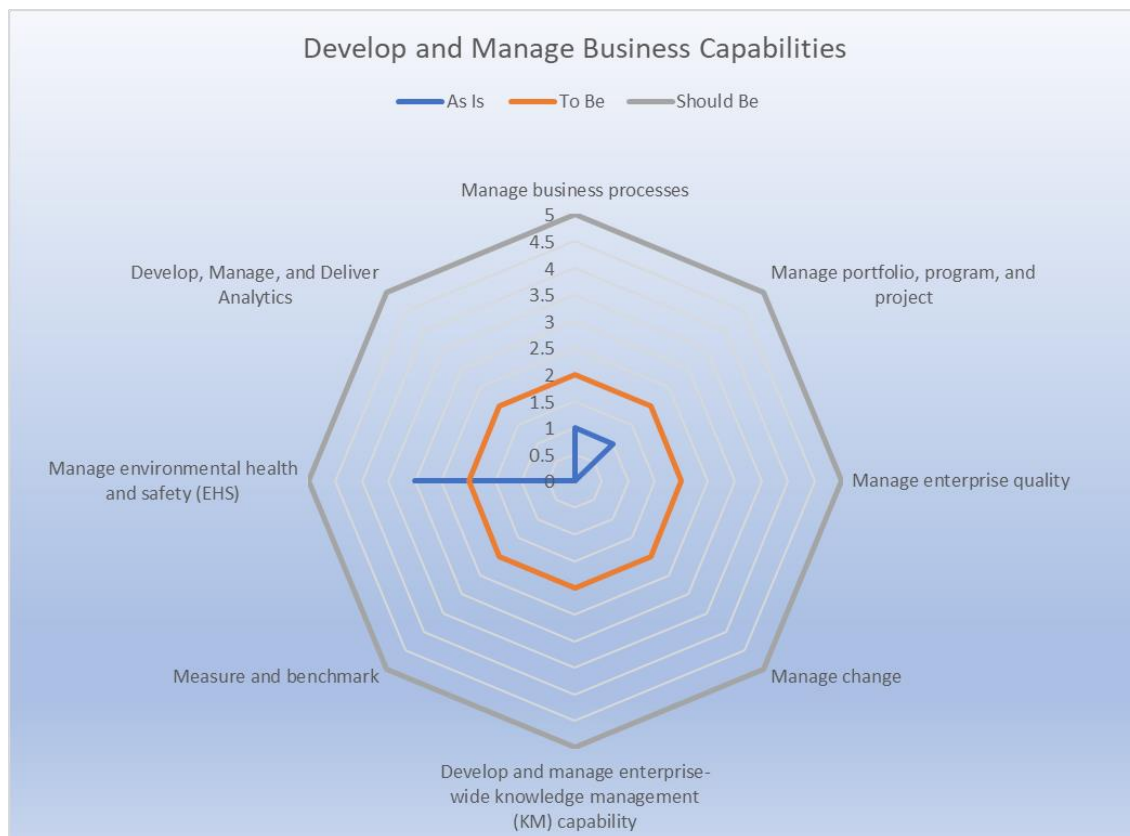 Develop and Manage Business Capabilities
As Is To Be Should Be
Manage business processes
5
4.5
4
3.5
3
2.5
2
1.5
1
0.5
0
Manage portfolio, program, and
project
Manage enterprise quality
Manage change
Develop and manage enterprise-
wide knowledge management
(KM) capability
Measure and benchmark
Manage environmental health
and safety (EHS)
Develop, Manage, and Deliver
Analytics